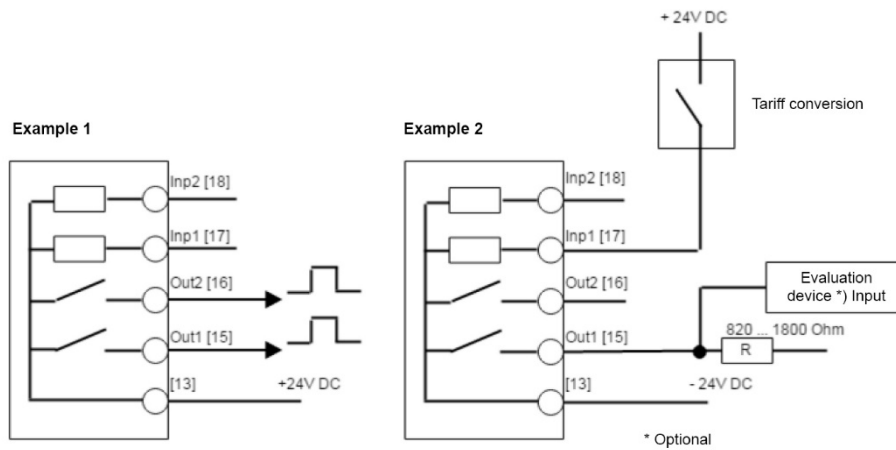 + 24V DC
Tariff conversion
Example 1
Inp2 [18]
Inp1 [17]
Out2 [16]
Out1 [15]
[13]
+24V DC
Example 2
Inp2 [18]
Inp1 [17]
Out2 [16]
Out1 [15]
[13]
- 24V DC
Evaluation
device *) Input
820 ... 1800 Ohm
R
* Optional